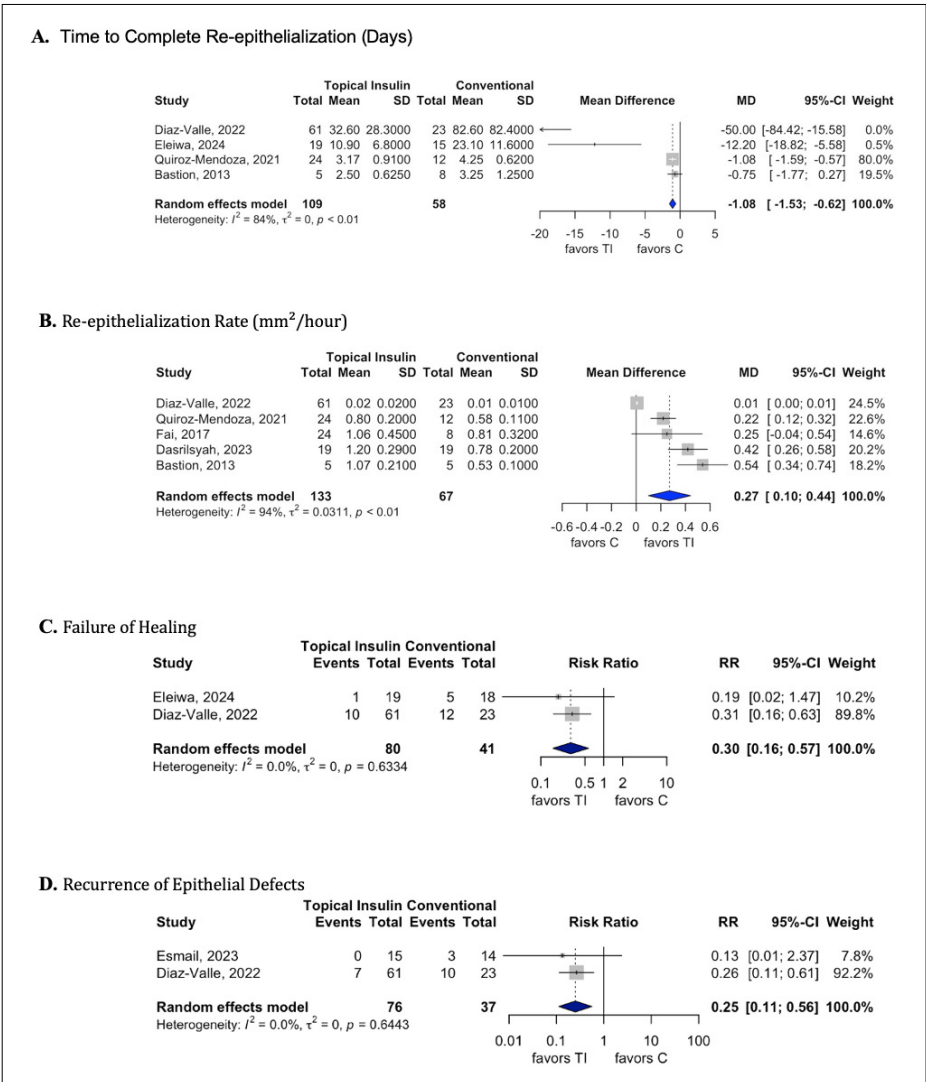 A. Time to Complete Re-epithelialization (Days)
Topical Insulin Conventional
Study Total Mean SD Total Mean SD Mean Difference MD 95%-CI Weight
Diaz-Valle, 2022 61 32.60 28.3000 23 82.60 82.4000 -50.00 [-84.42; -15.58] 0.0%
Eleiwa, 2024 19 10.90 6.8000 15 23.10 11.6000 -12.20 [-18.82; -5.58] 0.5%
Quiroz-Mendoza, 2021 24 3.17 0.9100 12 4.25 0.6200 -1.08 [-1.59; -0.57] 80.0%
Bastion, 2013 5 2.50 0.6250 8 3.25 1.2500 -0.75 [-1.77; 0.27] 19.5%
Random effects model 109 58 -1.08 [-1.53; -0.62] 100.0%
Heterogeneity: I² = 84%, τ² = 0, p < 0.01
-20 -15 -10 -5 0 5
favors TI favors C
B. Re-epithelialization Rate (mm²/hour)
Topical Insulin Conventional
Study Total Mean SD Total Mean SD Mean Difference MD 95%-CI Weight
Diaz-Valle, 2022 61 0.02 0.0200 23 0.01 0.0100 0.01 [0.00; 0.01] 24.5%
Quiroz-Mendoza, 2021 24 0.80 0.2000 12 0.58 0.1100 0.22 [0.12; 0.32] 22.6%
Fai, 2017 24 1.06 0.4500 8 0.81 0.3200 0.25 [-0.04; 0.54] 14.6%
Dasrilsyah, 2023 19 1.20 0.2900 19 0.78 0.2000 0.42 [0.26; 0.58] 20.2%
Bastion, 2013 5 1.07 0.2100 5 0.53 0.1000 0.54 [0.34; 0.74] 18.2%
Random effects model 133 67 0.27 [0.10; 0.44] 100.0%
Heterogeneity: I² = 94%, τ² = 0.0311, p < 0.01
-0.6 -0.4 -0.2 0 0.2 0.4 0.6
favors C favors TI
C. Failure of Healing
Topical Insulin Conventional
Study Events Total Events Total Risk Ratio RR 95%-CI Weight
Eleiwa, 2024 1 19 5 18 0.19 [0.02; 1.47] 10.2%
Diaz-Valle, 2022 10 61 12 23 0.31 [0.16; 0.63] 89.8%
Random effects model 80 41 0.30 [0.16; 0.57] 100.0%
Heterogeneity: I² = 0.0%, τ² = 0, p = 0.6334
0.1 0.5 1 2 10
favors TI favors C
D. Recurrence of Epithelial Defects
Topical Insulin Conventional
Study Events Total Events Total Risk Ratio RR 95%-CI Weight
Esmail, 2023 0 15 3 14 0.13 [0.01; 2.37] 7.8%
Diaz-Valle, 2022 7 61 10 23 0.26 [0.11; 0.61] 92.2%
Random effects model 76 37 0.25 [0.11; 0.56] 100.0%
Heterogeneity: I² = 0.0%, τ² = 0, p = 0.6443
0.01 0.1 1 10 100
favors TI favors C